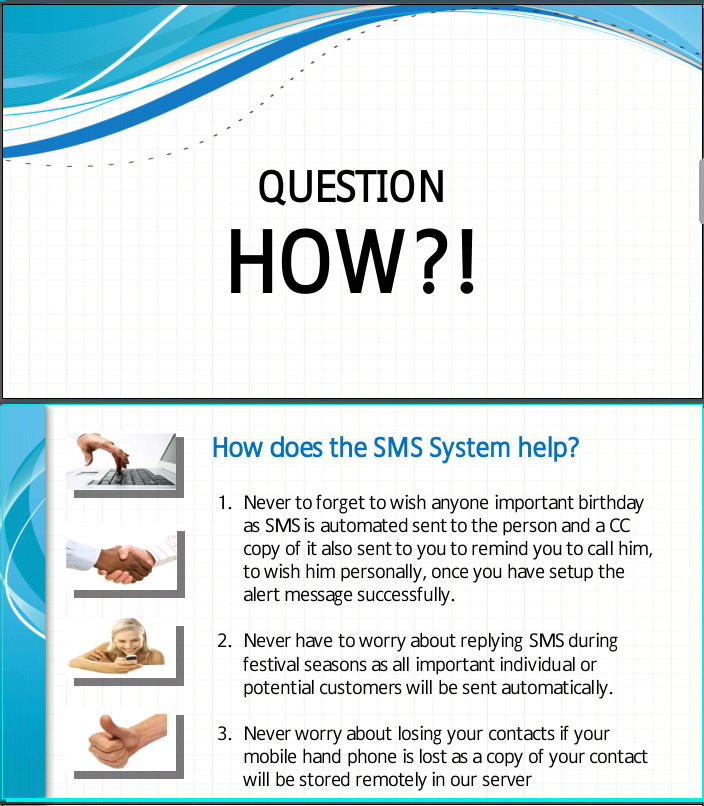 QUESTION
HOW?!
How does the SMS System help?
1. Never to forget to wish anyone important birthday
as SMS is automated sent to the person and a CC
copy of it also sent to you to remind you to call him,
to wish him personally, once you have setup the
alert message successfully.
2. Never have to worry about replying SMS during
festival seasons as all important individual or
potential customers will be sent automatically.
3. Never worry about losing your contacts if your
mobile hand phone is lost as a copy of your contact
will be stored remotely in our server